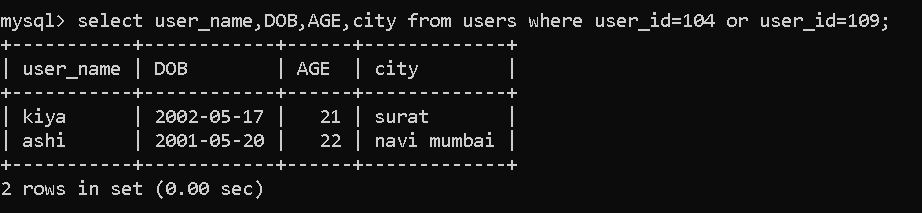 mysql> select user_name,DOB,AGE,city from users where user_id=104 or user_id=109;
+-----------+------------+------+-------------+
| user_name | DOB        | AGE  | city        |
+-----------+------------+------+-------------+
| kiya      | 2002-05-17 |   21 | surat       |
| ashi      | 2001-05-20 |   22 | navi mumbai |
+-----------+------------+------+-------------+
2 rows in set (0.00 sec)